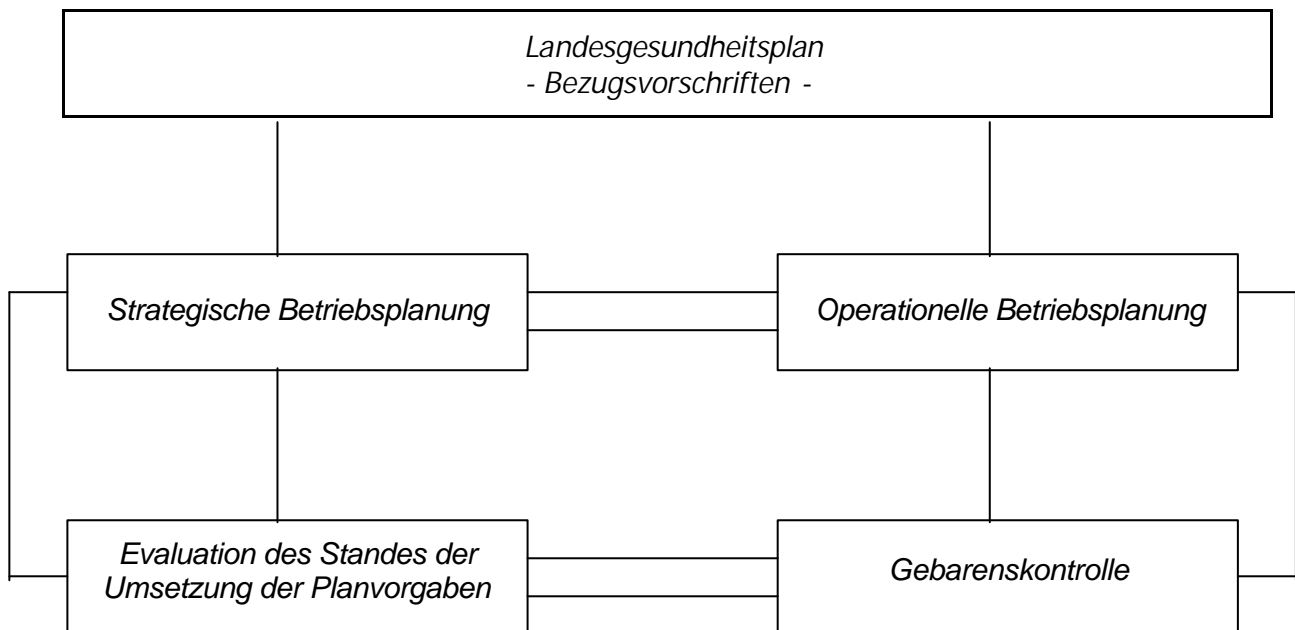 Landesgesundheitsplan
- Bezugsvorschriften -
Strategische Betriebsplanung
Operationelle Betriebsplanung
Evaluation des Standes der
Umsetzung der Planvorgaben
Gebarenskontrolle